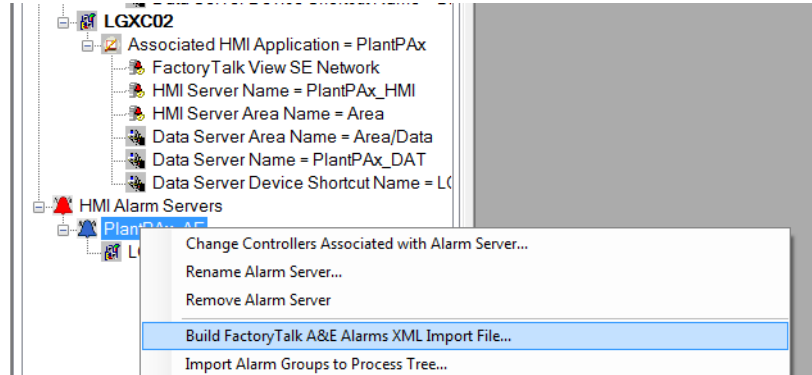 LGXC02
Associated HMI Application = PlantPAx
FactoryTalk View SE Network
HMI Server Name = PlantPAx_HMI
HMI Server Area Name = Area
Data Server Area Name = Area/Data
Data Server Name = PlantPAx_DAT
Data Server Device Shortcut Name = L
HMI Alarm Servers
PlantPAx_AE
Change Controllers Associated with Alarm Server...
Rename Alarm Server...
Remove Alarm Server
Build FactoryTalk A&E Alarms XML Import File...
Import Alarm Groups to Process Tree...